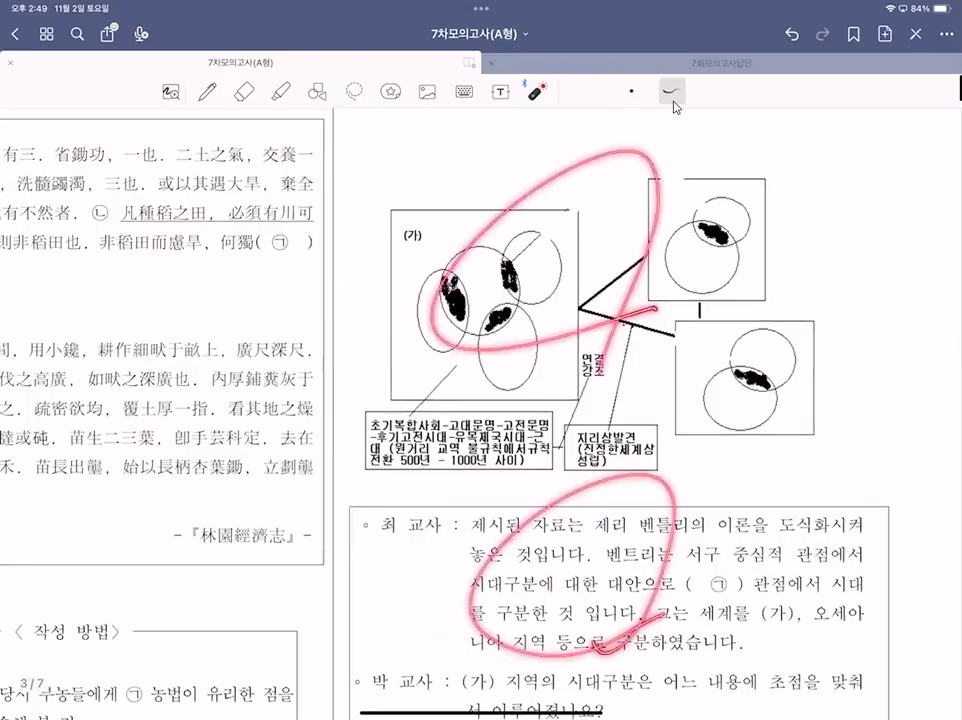 오후 2:49 11월 2일 토요일
84%
7차모의고사(A형)
7차모의고사(A형)
7회모의고사답안
有三. 省鋤功, 一也. 二土之氣, 交養一
, 洗髓蠲濁, 三也. 或以其遇大旱, 棄全
有不然者. ㉡ 凡種稻之田, 必須有川可
則非稻田也. 非稻田而慮旱, 何獨( ㉠ )
間, 用小鑱, 耕作細畎于畝上, 廣尺深尺.
伐之高廣, 如畎之深廣也. 內厚鋪糞灰于
之. 疏密欲均, 覆土厚一指. 看其地之燥
撻或砘. 苗生二三葉, 卽手芸科定. 去在
禾. 苗長出壟, 始以長柄杏葉鋤, 立劃壟
-『林園經濟志』-
〈 작성 방법〉
당시 부농들에게 ㉠ 농법이 유리한 점을
3/7
(가)
연결
강조
초기복합사회-고대문명-고전문명
-후기고전시대-유목제국시대-근
대 (원거리 교역 불규칙에서규칙
전환 500년 - 1000년 사이)
지리상발견
(진정한세계상
성립)
◦ 최 교사 : 제시된 자료는 제리 벤틀리의 이론을 도식화시켜
놓은 것입니다. 벤트리는 서구 중심적 관점에서
시대구분에 대한 대안으로 ( ㉠ ) 관점에서 시대
를 구분한 것 입니다. 그는 세계를 (가), 오세아
니아 지역 등으로 구분하였습니다.
◦ 박 교사 : (가) 지역의 시대구분은 어느 내용에 초점을 맞춰
서 이루어졌나요?